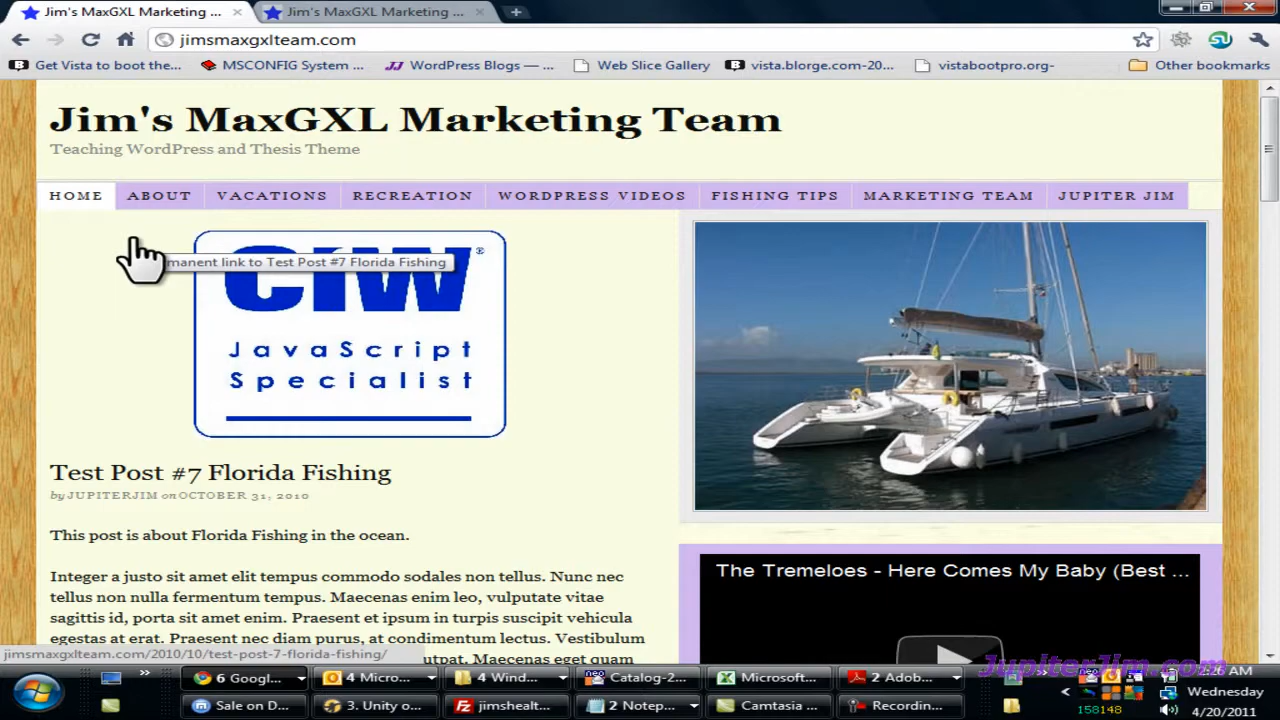 Jim's MaxGXL Marketing ...
Jim's MaxGXL Marketing ...
jimsmaxgxlteam.com
Get Vista to boot the...
MSCONFIG System ...
WordPress Blogs — ...
Web Slice Gallery
vista.blorge.com-20...
vistabootpro.org-
Other bookmarks
Jim's MaxGXL Marketing Team
Teaching WordPress and Thesis Theme
HOME
ABOUT
VACATIONS
RECREATION
WORDPRESS VIDEOS
FISHING TIPS
MARKETING TEAM
JUPITER JIM
manent link to Test Post #7 Florida Fishing
CIW®
JavaScript
Specialist
Test Post #7 Florida Fishing
by JUPITERJIM on OCTOBER 31, 2010
This post is about Florida Fishing in the ocean.
Integer a justo sit amet elit tempus commodo sodales non tellus. Nunc nec
tellus non nulla fermentum tempus. Maecenas enim leo, vulputate vitae
sagittis id, porta sit amet enim. Praesent et ipsum in turpis suscipit vehicula
egestas at erat. Praesent nec diam purus, at condimentum lectus. Vestibulum
utpat. Maecenas eget quam
The Tremeloes - Here Comes My Baby (Best ...
jimsmaxgxlteam.com/2010/10/test-post-7-florida-fishing/
JupiterJim.com
6 Googl...
4 Micro...
4 Wind...
Catalog-2...
Microsoft...
2 Adob...
:26 AM
Sale on D...
3. Unity o...
jimshealt...
2 Notep...
Camtasia ...
Recordin...
Wednesday
158148
4/20/2011